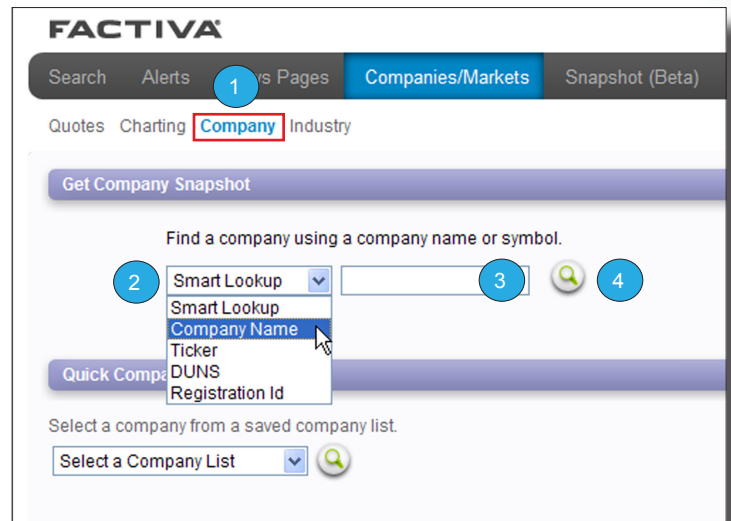 FACTIVA
Search Alerts ws Pages Companies/Markets Snapshot (Beta)
1
Quotes Charting Company Industry
Get Company Snapshot
Find a company using a company name or symbol.
2 Smart Lookup 3 4
Smart Lookup
Company Name
Ticker
Quick Compa
DUNS
Registration Id
Select a company from a saved company list.
Select a Company List